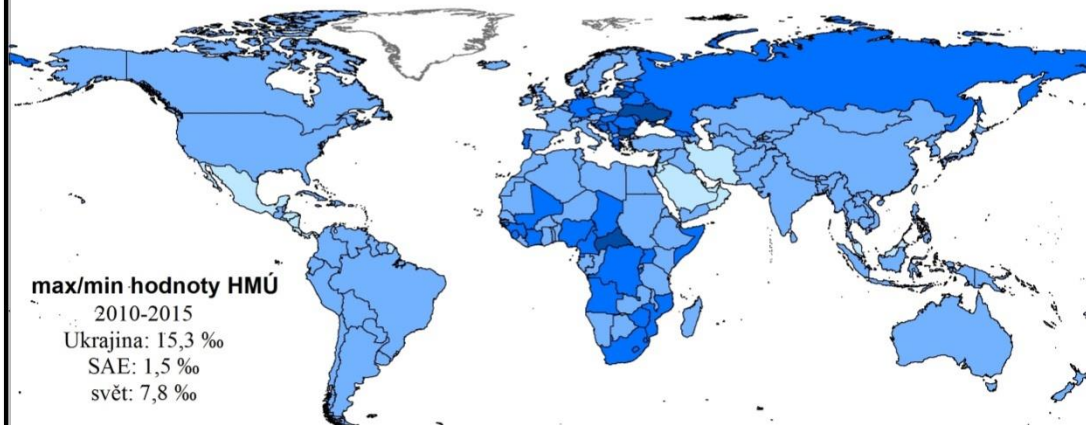 max/min hodnoty HMÚ
2010-2015
Ukrajina: 15,3 ‰
SAE: 1,5 ‰
svět: 7,8 ‰